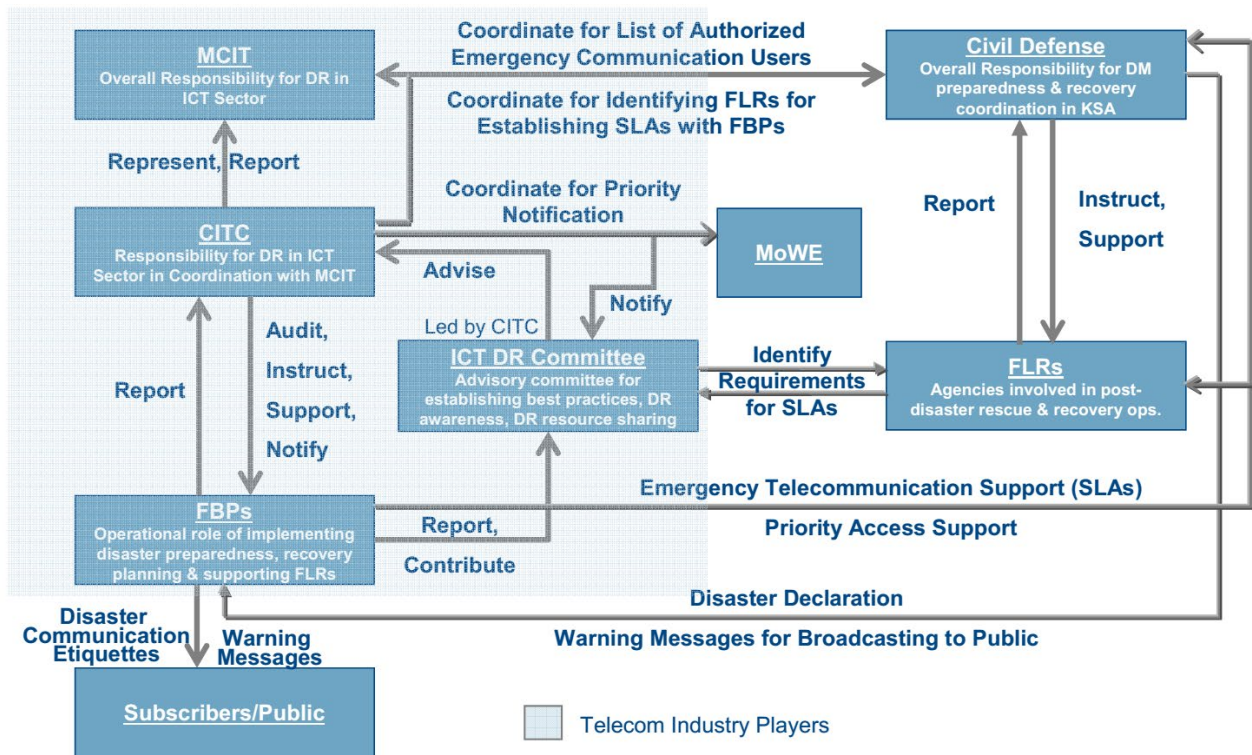 MCIT
Overall Responsibility for DR in
ICT Sector
Coordinate for List of Authorized
Emergency Communication Users
Coordinate for Identifying FLRs for
Establishing SLAs with FBPs
Civil Defense
Overall Responsibility for DM
preparedness & recovery
coordination in KSA
Represent, Report
Coordinate for Priority
Notification
Report
Instruct,
Support
CITC
Responsibility for DR in ICT
Sector in Coordination with MCIT
MoWE
Advise
Notify
Led by CITC
Report
Audit,
Instruct,
Support,
Notify
ICT DR Committee
Advisory committee for
establishing best practices, DR
awareness, DR resource sharing
Identify
Requirements
for SLAs
FLRs
Agencies involved in post-
disaster rescue & recovery ops.
FBPs
Operational role of implementing
disaster preparedness, recovery
planning & supporting FLRs
Report,
Contribute
Emergency Telecommunication Support (SLAs)
Priority Access Support
Disaster Declaration
Warning Messages for Broadcasting to Public
Disaster
Communication
Etiquettes
Warning
Messages
Subscribers/Public
Telecom Industry Players